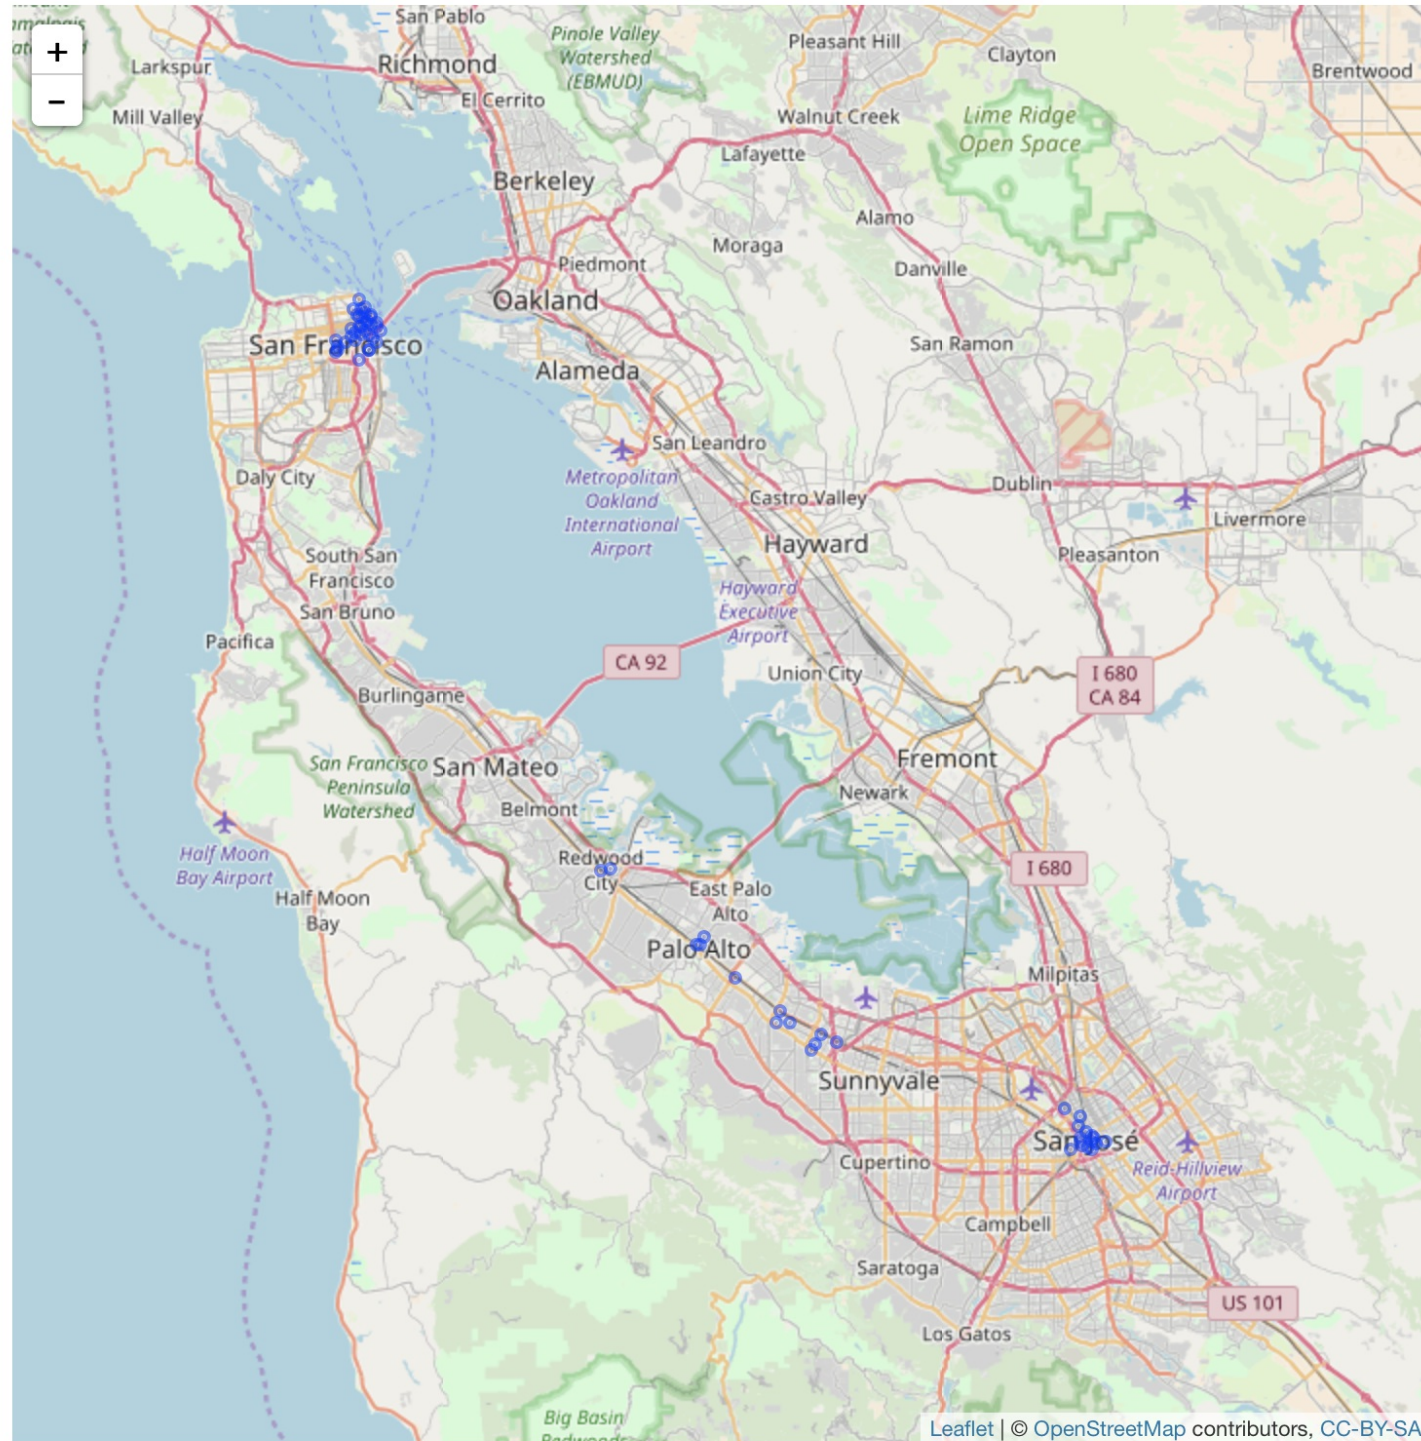 San Pablo
Pleasant Hill
Clayton
Pinole Valley
Watershed
(EBMUD)
Larkspur
Richmond
Brentwood
+
−
El Cerrito
Mill Valley
Walnut Creek
Lime Ridge
Open Space
Lafayette
Berkeley
Alamo
Moraga
Piedmont
Danville
Oakland
San Francisco
San Ramon
Alameda
San Leandro
Daly City
Metropolitan
Oakland
International
Airport
Castro Valley
Dublin
Livermore
Hayward
South San
Francisco
Pleasanton
San Bruno
Hayward
Executive
Airport
Pacifica
CA 92
Union City
I 680
CA 84
Burlingame
San Francisco
Peninsula
Watershed
San Mateo
Fremont
Newark
Belmont
Half Moon
Bay Airport
Redwood
City
I 680
East Palo
Alto
Half Moon
Bay
Palo Alto
Milpitas
Sunnyvale
San José
Cupertino
Reid-Hillview
Airport
Campbell
Saratoga
US 101
Los Gatos
Big Basin
Redwoods
Leaflet | © OpenStreetMap contributors, CC-BY-SA